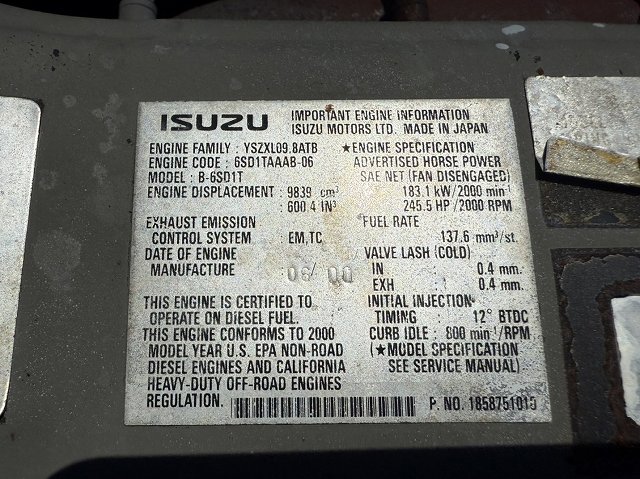 ISUZU
IMPORTANT ENGINE INFORMATION
ISUZU MOTORS LTD. MADE IN JAPAN
ENGINE FAMILY : YSZXL09.8ATB
ENGINE CODE : 6SD1TAAAB-06
MODEL : B-6SD1T
ENGINE DISPLACEMENT : 9839 cm³
: 600.4 IN³
EXHAUST EMISSION
CONTROL SYSTEM : EM,TC
DATE OF ENGINE
MANUFACTURE : 06/00
THIS ENGINE IS CERTIFIED TO
OPERATE ON DIESEL FUEL.
THIS ENGINE CONFORMS TO 2000
MODEL YEAR U.S. EPA NON-ROAD
DIESEL ENGINES AND CALIFORNIA
HEAVY-DUTY OFF-ROAD ENGINES
REGULATION.
★ENGINE SPECIFICATION
ADVERTISED HORSE POWER
SAE NET (FAN DISENGAGED)
: 183.1 kW/2000 min⁻¹
: 245.5 HP/2000 RPM
FUEL RATE
: 137.6 mm³/st.
VALVE LASH (COLD)
IN : 0.4 mm.
EXH : 0.4 mm.
INITIAL INJECTION
TIMING : 12° BTDC
CURB IDLE : 800 min⁻¹/RPM
(★MODEL SPECIFICATION
SEE SERVICE MANUAL)
P. NO. 1858751010